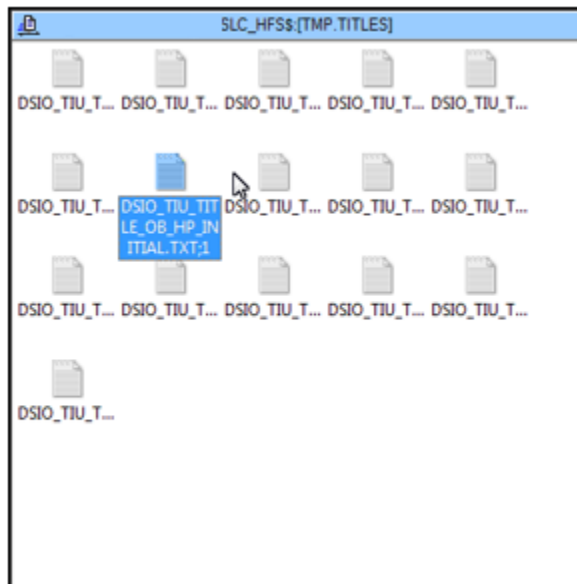 SLC_HFS$:[TMP.TITLES]
DSIO_TIU_T... DSIO_TIU_T... DSIO_TIU_T... DSIO_TIU_T... DSIO_TIU_T...
DSIO_TIU_T... DSIO_TIU_TIT DSIO_TIU_T... DSIO_TIU_T... DSIO_TIU_T...
LE_OB_HP_IN
ITIAL.TXT;1
DSIO_TIU_T... DSIO_TIU_T... DSIO_TIU_T... DSIO_TIU_T... DSIO_TIU_T...
DSIO_TIU_T...